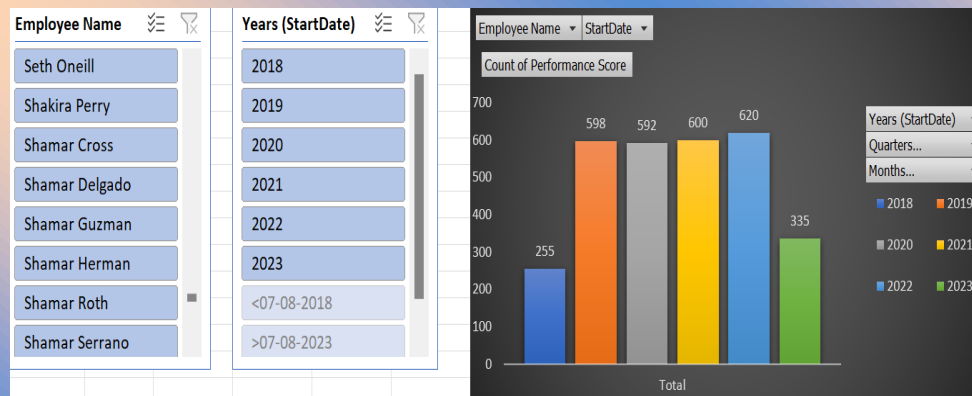 Employee Name
Seth Oneill
Shakira Perry
Shamar Cross
Shamar Delgado
Shamar Guzman
Shamar Herman
Shamar Roth
Shamar Serrano
Years (StartDate)
2018
2019
2020
2021
2022
2023
<07-08-2018
>07-08-2023
Employee Name StartDate
Count of Performance Score
700
600
500
400
300
200
100
0
255
598
592
600
620
335
Total
Years (StartDate)
Quarters...
Months...
2018 2019
2020 2021
2022 2023